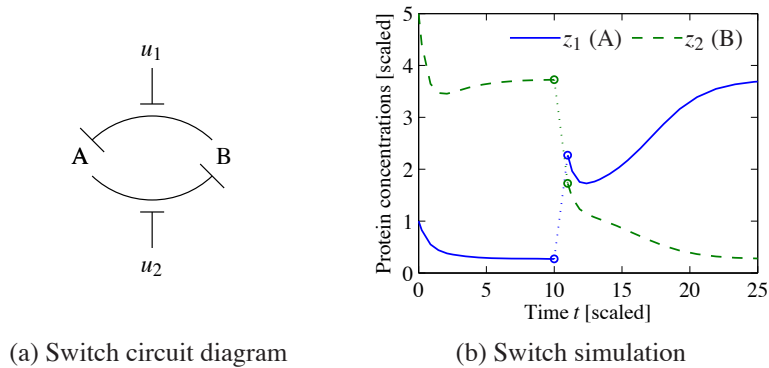 u1
A
B
u2
(a) Switch circuit diagram
Protein concentrations [scaled]
5
4
3
2
1
0
z1 (A)
z2 (B)
0
5
10
15
20
25
Time t [scaled]
(b) Switch simulation